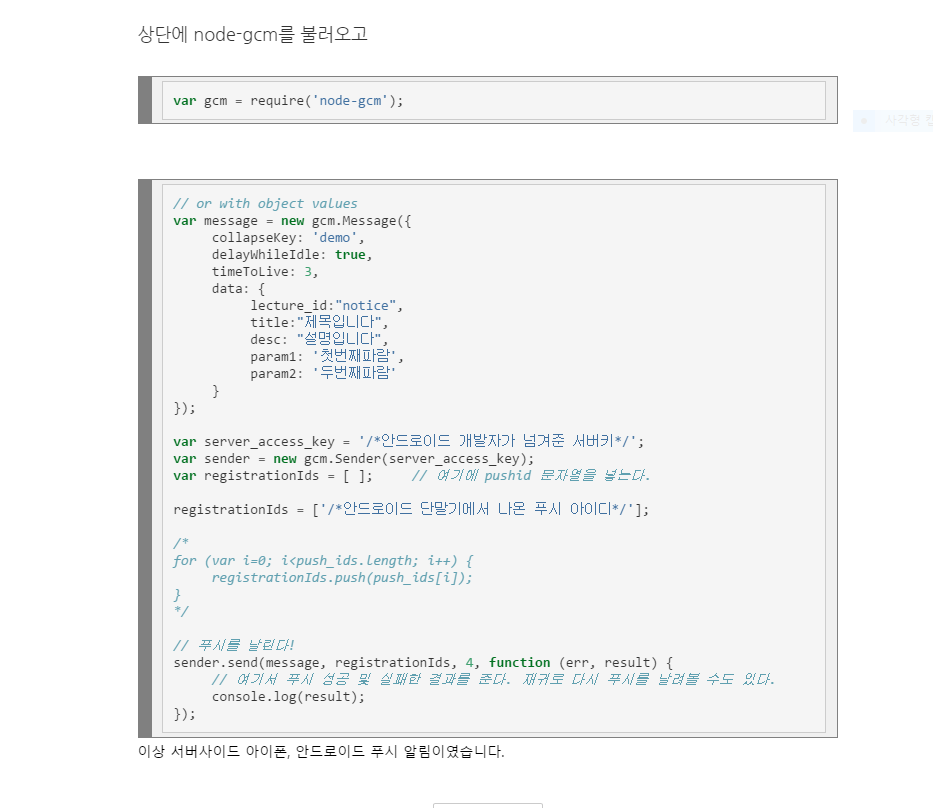 상단에 node-gcm를 불러오고
var gcm = require('node-gcm');
사각형 캡
// or with object values
var message = new gcm.Message({
collapseKey: 'demo',
delayWhileIdle: true,
timeToLive: 3,
data: {
lecture_id:"notice",
title:"제목입니다",
desc: "설명입니다",
param1: '첫번째파람',
param2: '두번째파람'
}
});
var server_access_key = '/*안드로이드 개발자가 넘겨준 서버키*/';
var sender = new gcm.Sender(server_access_key);
var registrationIds = [ ];     // 여기에 pushid 문자열을 넣는다.
registrationIds = ['/*안드로이드 단말기에서 나온 푸시 아이디*/'];
/*
for (var i=0; i<push_ids.length; i++) {
registrationIds.push(push_ids[i]);
}
*/
// 푸시를 날린다!
sender.send(message, registrationIds, 4, function (err, result) {
// 여기서 푸시 성공 및 실패한 결과를 준다. 재귀로 다시 푸시를 날려볼 수도 있다.
console.log(result);
});
이상 서버사이드 아이폰, 안드로이드 푸시 알림이였습니다.